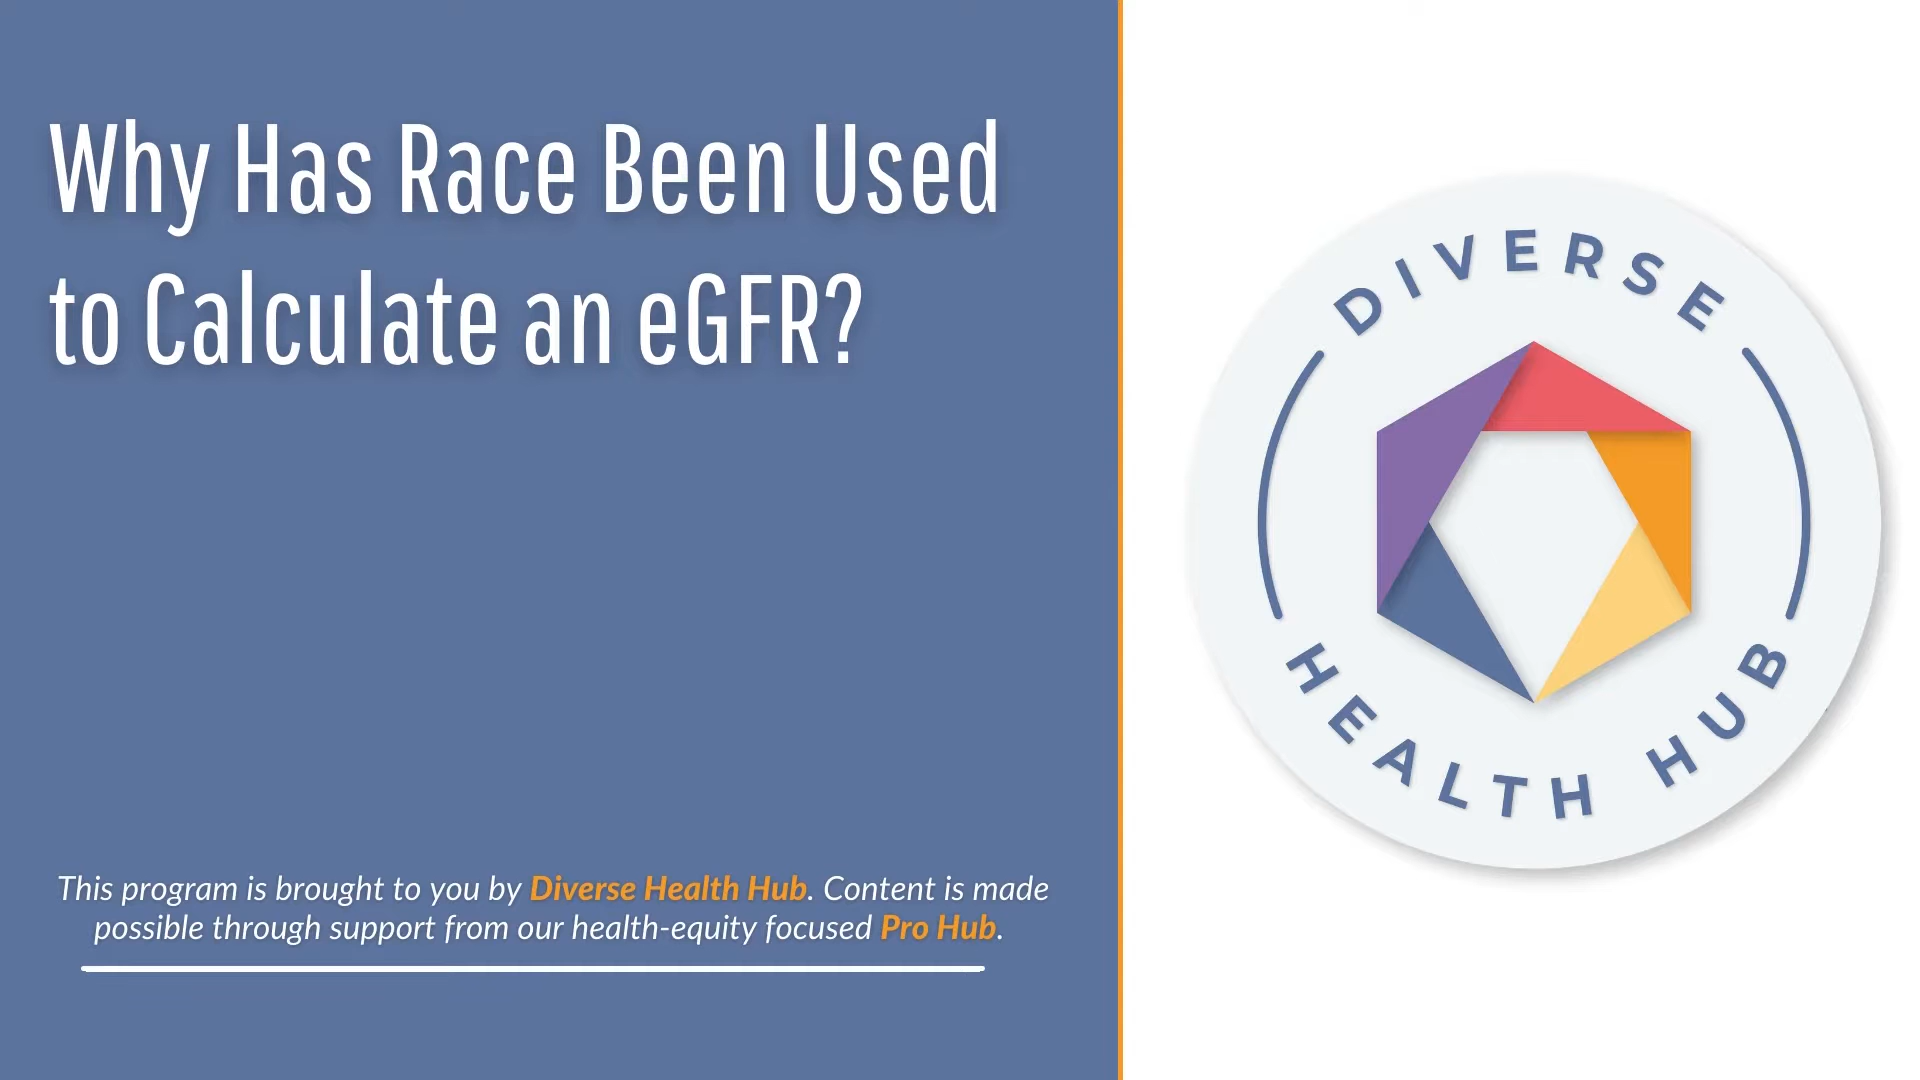 Why Has Race Been Used
to Calculate an eGFR?
This program is brought to you by Diverse Health Hub. Content is made
possible through support from our health-equity focused Pro Hub.
DIVERSE
HEALTH HUB